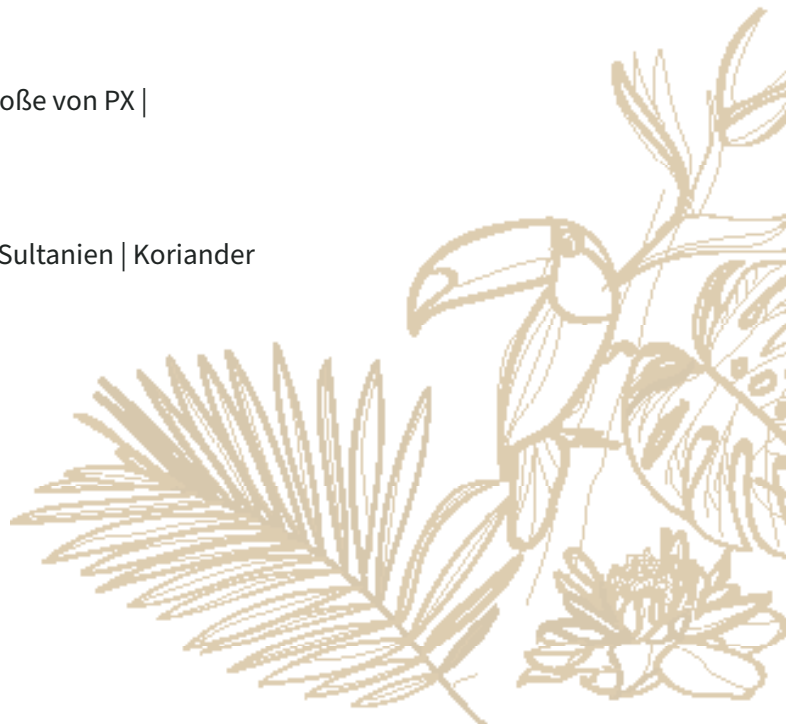 oße von PX |
Sultanien | Koriander